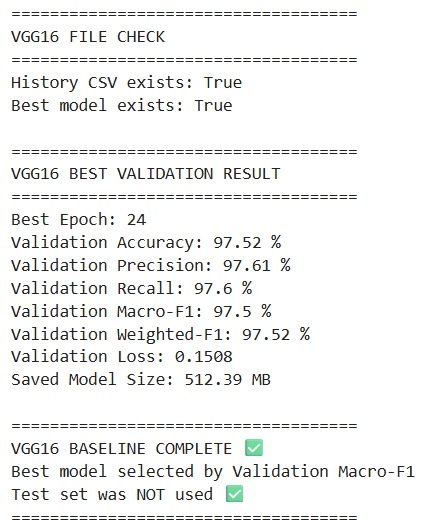 ====================================
VGG16 FILE CHECK
====================================
History CSV exists: True
Best model exists: True
====================================
VGG16 BEST VALIDATION RESULT
====================================
Best Epoch: 24
Validation Accuracy: 97.52 %
Validation Precision: 97.61 %
Validation Recall: 97.6 %
Validation Macro-F1: 97.5 %
Validation Weighted-F1: 97.52 %
Validation Loss: 0.1508
Saved Model Size: 512.39 MB
====================================
VGG16 BASELINE COMPLETE ✅
Best model selected by Validation Macro-F1
Test set was NOT used ✅
====================================